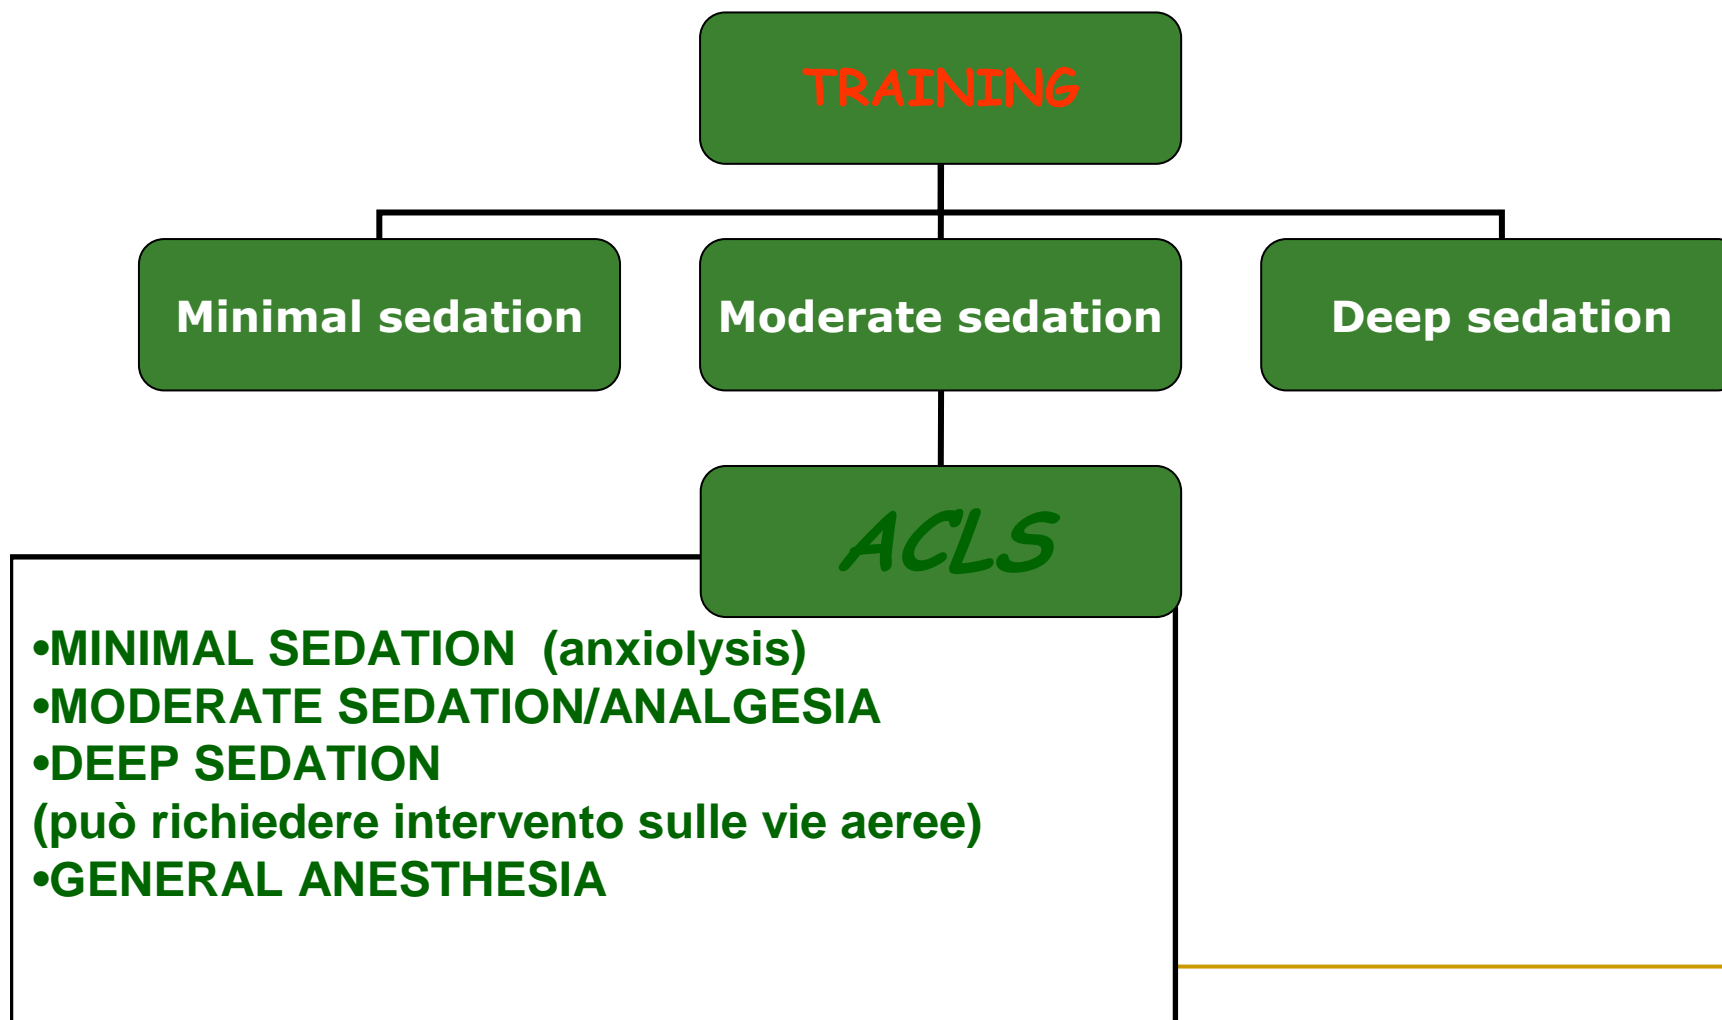 TRAINING
Minimal sedation
Moderate sedation
Deep sedation
ACLS
•MINIMAL SEDATION (anxiolysis)
•MODERATE SEDATION/ANALGESIA
•DEEP SEDATION
(può richiedere intervento sulle vie aeree)
•GENERAL ANESTHESIA